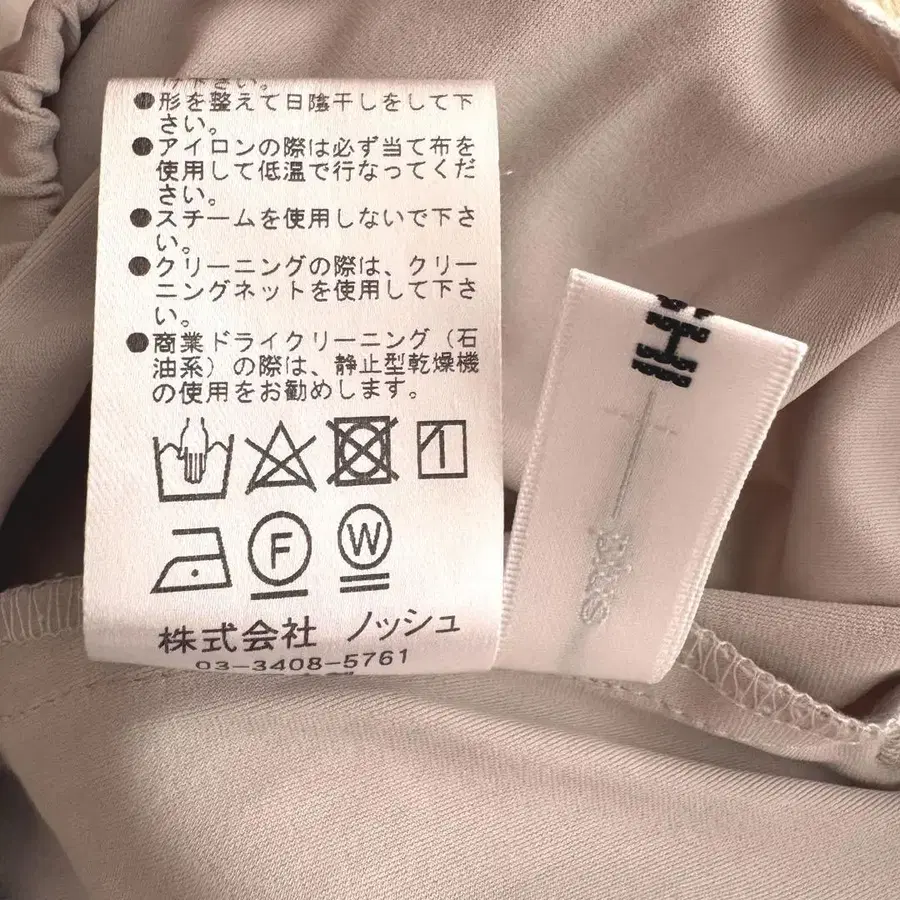 け下さい。
●形を整えて日陰干しをして下
さい。
●アイロンの際は必ず当て布を
使用して低温で行なってくだ
さい。
●スチームを使用しないで下さ
い。
●クリーニングの際は、クリー
ニングネットを使用して下さ
い。
●商業ドライクリーニング（石
油系）の際は、静止型乾燥機
の使用をお勧めします。
F
W
株式会社 ノッシュ
03-3408-5761